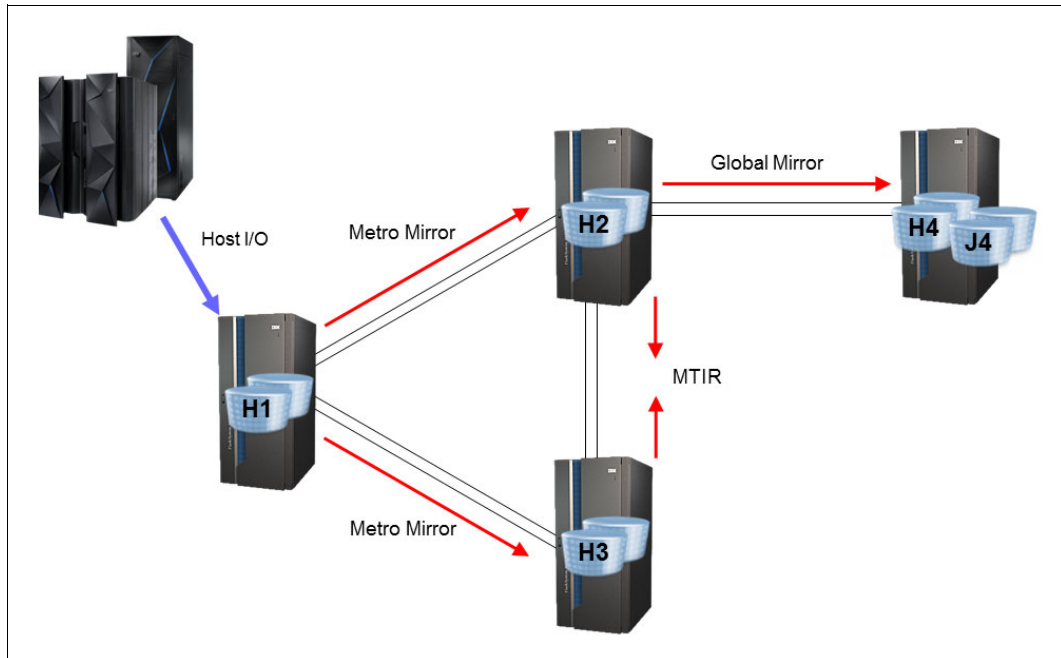 Host I/O
Metro Mirror
Global Mirror
H1
H2
H4
J4
MTIR
Metro Mirror
H3